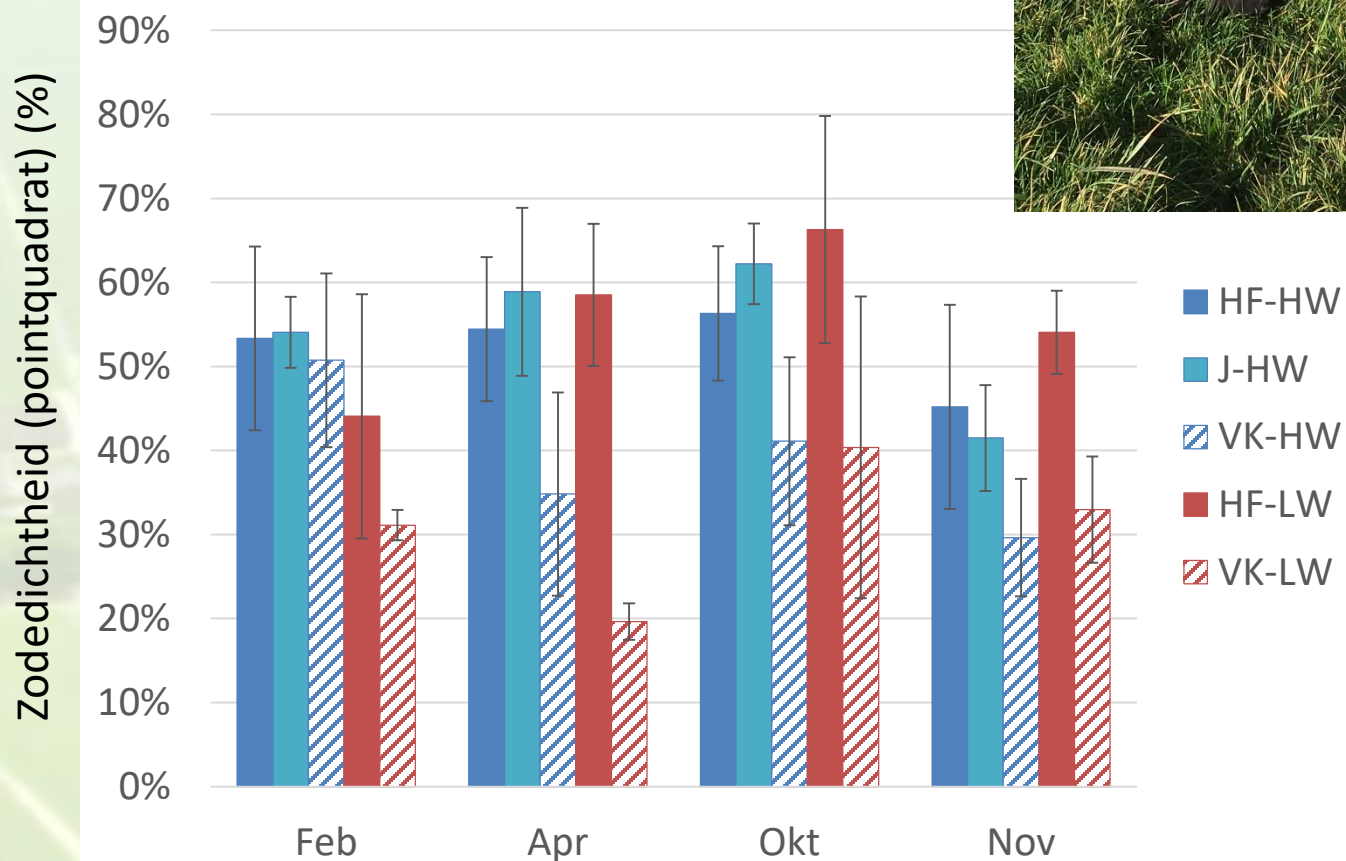 Zodedichtheid (pointquadrat) (%)
90%
80%
70%
60%
50%
40%
30%
20%
10%
0%
Feb
Apr
Okt
Nov
HF-HW
J-HW
VK-HW
HF-LW
VK-LW